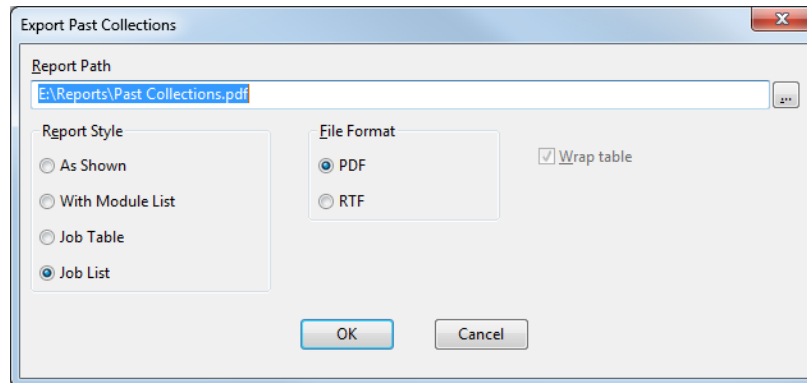 Export Past Collections
Report Path
E:\Reports\Past Collections.pdf
...
Report Style
As Shown
With Module List
Job Table
Job List
File Format
PDF
RTF
Wrap table
OK
Cancel